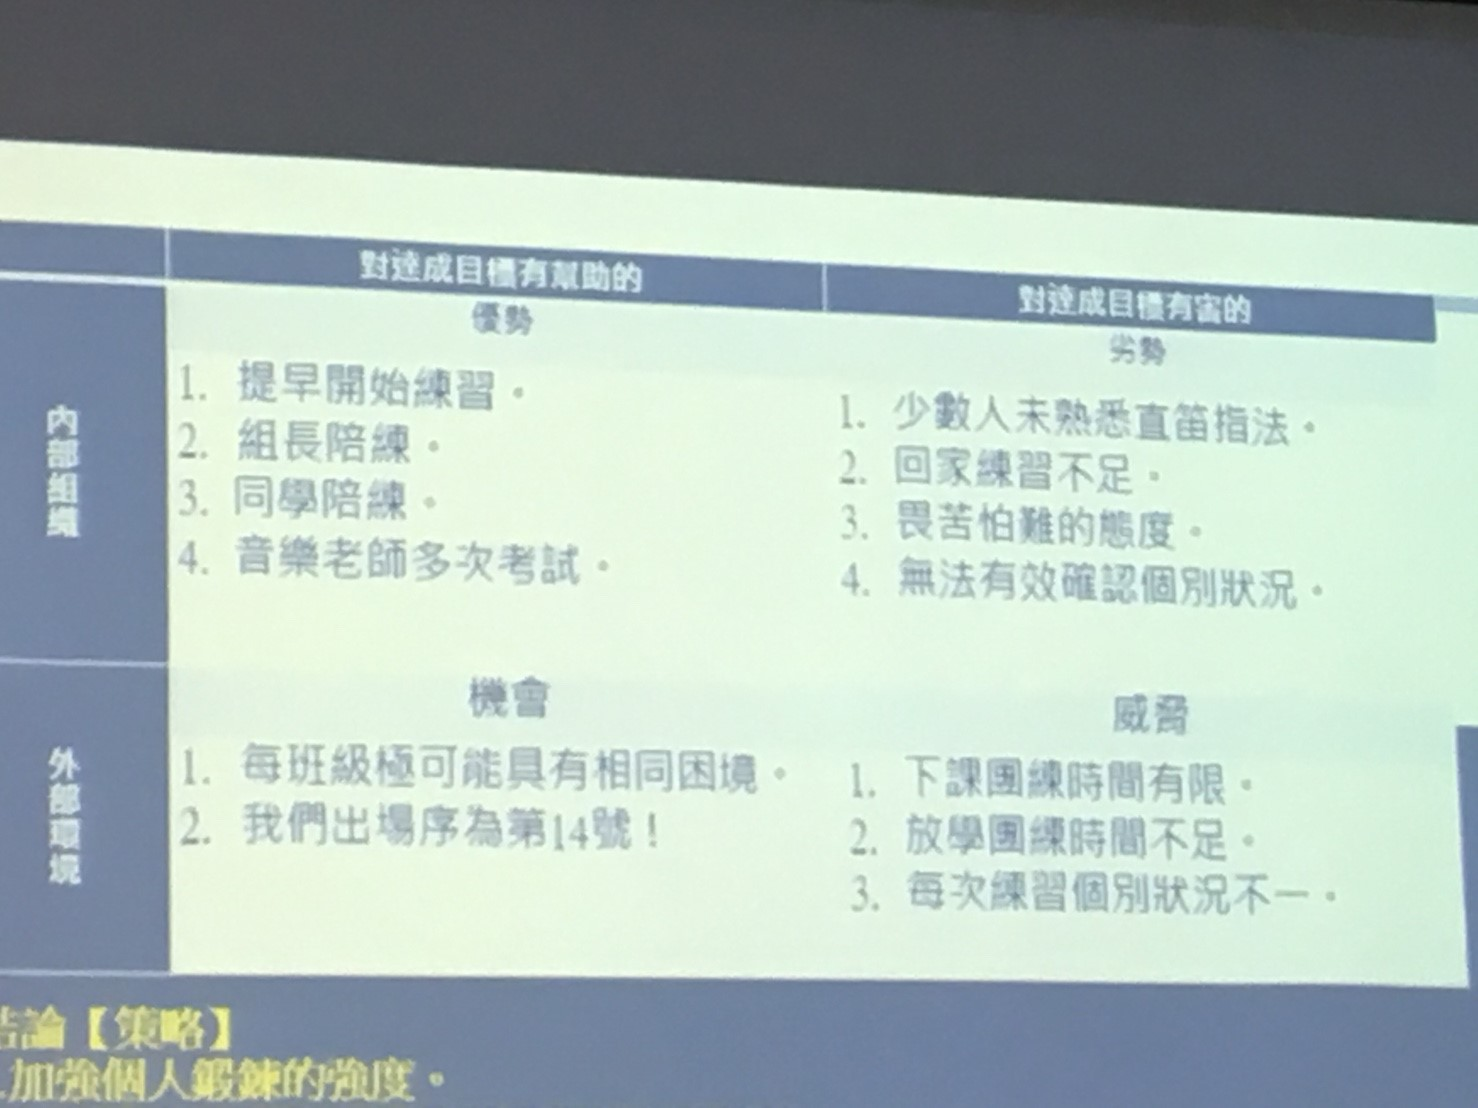 對達成目標有幫助的
對達成目標有害的
內部組織
優勢
1. 提早開始練習。
2. 組長陪練。
3. 同學陪練。
4. 音樂老師多次考試。
劣勢
1. 少數人未熟悉直笛指法。
2. 回家練習不足。
3. 畏苦怕難的態度。
4. 無法有效確認個別狀況。
外部環境
機會
1. 每班級極可能具有相同困境。
2. 我們出場序為第14號！
威脅
1. 下課團練時間有限。
2. 放學團練時間不足。
3. 每次練習個別狀況不一。
結論【策略】
.加強個人鍛鍊的強度。